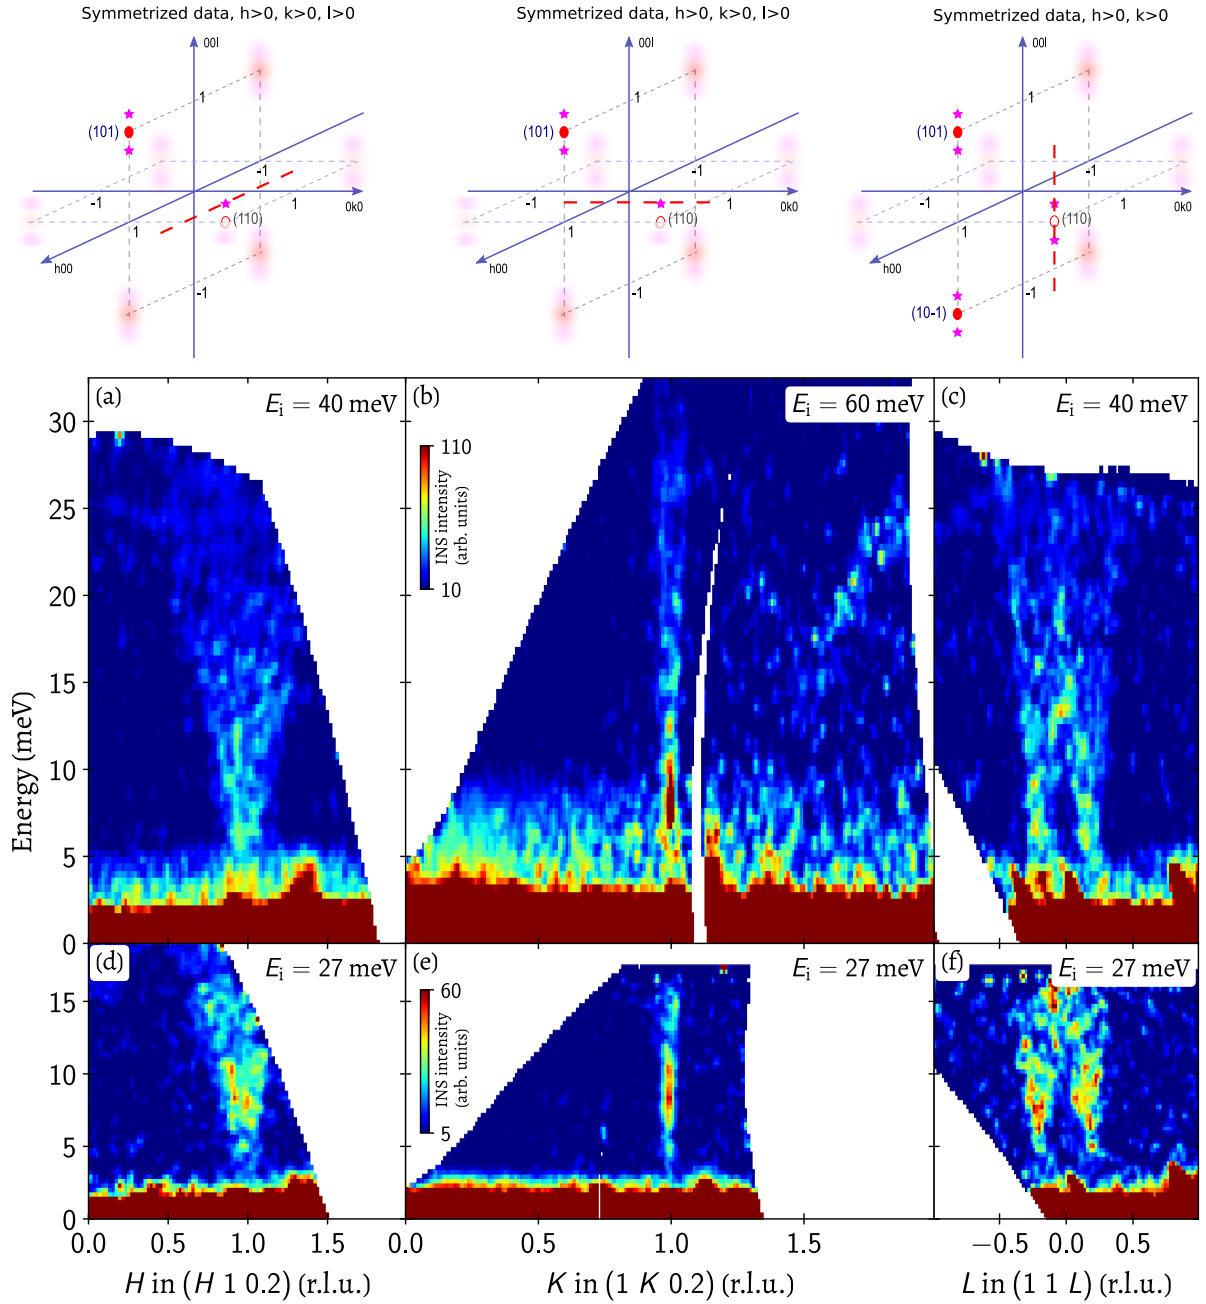 Symmetrized data, h>0, k>0, l>0
00l
1
(101)
-1
-1
1
0k0
(110)
1
h00
-1
Symmetrized data, h>0, k>0, l>0
00l
1
(101)
-1
-1
1
0k0
(110)
1
h00
-1
Symmetrized data, h>0, k>0
00l
1
(101)
-1
-1
1
0k0
(110)
1
h00
-1
(10-1)
(a)
Ei = 40 meV
(b)
Ei = 60 meV
(c)
Ei = 40 meV
110
INS intensity
(arb. units)
10
30
25
20
15
10
5
0
Energy (meV)
(d)
Ei = 27 meV
(e)
Ei = 27 meV
(f)
Ei = 27 meV
60
INS intensity
(arb. units)
5
15
10
5
0
0.0 0.5 1.0 1.5
0.0 0.5 1.0 1.5
−0.5 0.0 0.5
H in (H 1 0.2) (r.l.u.)
K in (1 K 0.2) (r.l.u.)
L in (1 1 L) (r.l.u.)